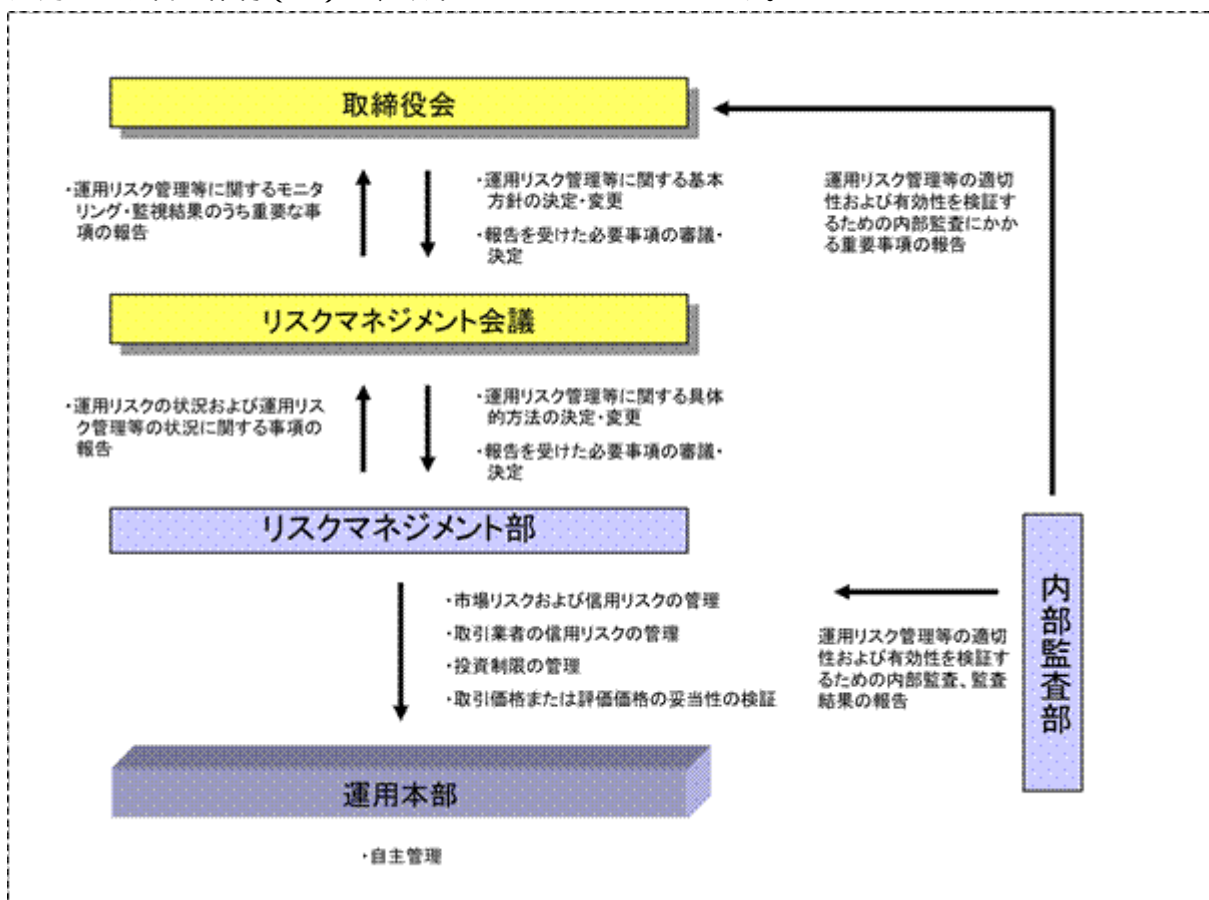 取締役会
・運用リスク管理等に関するモニタ
リング・監視結果のうち重要な事
項の報告
・運用リスク管理等に関する基本
方針の決定・変更
・報告を受けた必要事項の審議・
決定
運用リスク管理等の適切
性および有効性を検証す
るための内部監査にかか
る重要事項の報告
リスクマネジメント会議
・運用リスクの状況および運用リス
ク管理等の状況に関する事項の
報告
・運用リスク管理等に関する具体
的方法の決定・変更
・報告を受けた必要事項の審議・
決定
リスクマネジメント部
・市場リスクおよび信用リスクの管理
・取引業者の信用リスクの管理
・投資制限の管理
・取引価格または評価価格の妥当性の検証
運用リスク管理等の適切
性および有効性を検証す
るための内部監査、監査
結果の報告
内部監査部
運用本部
・自主管理